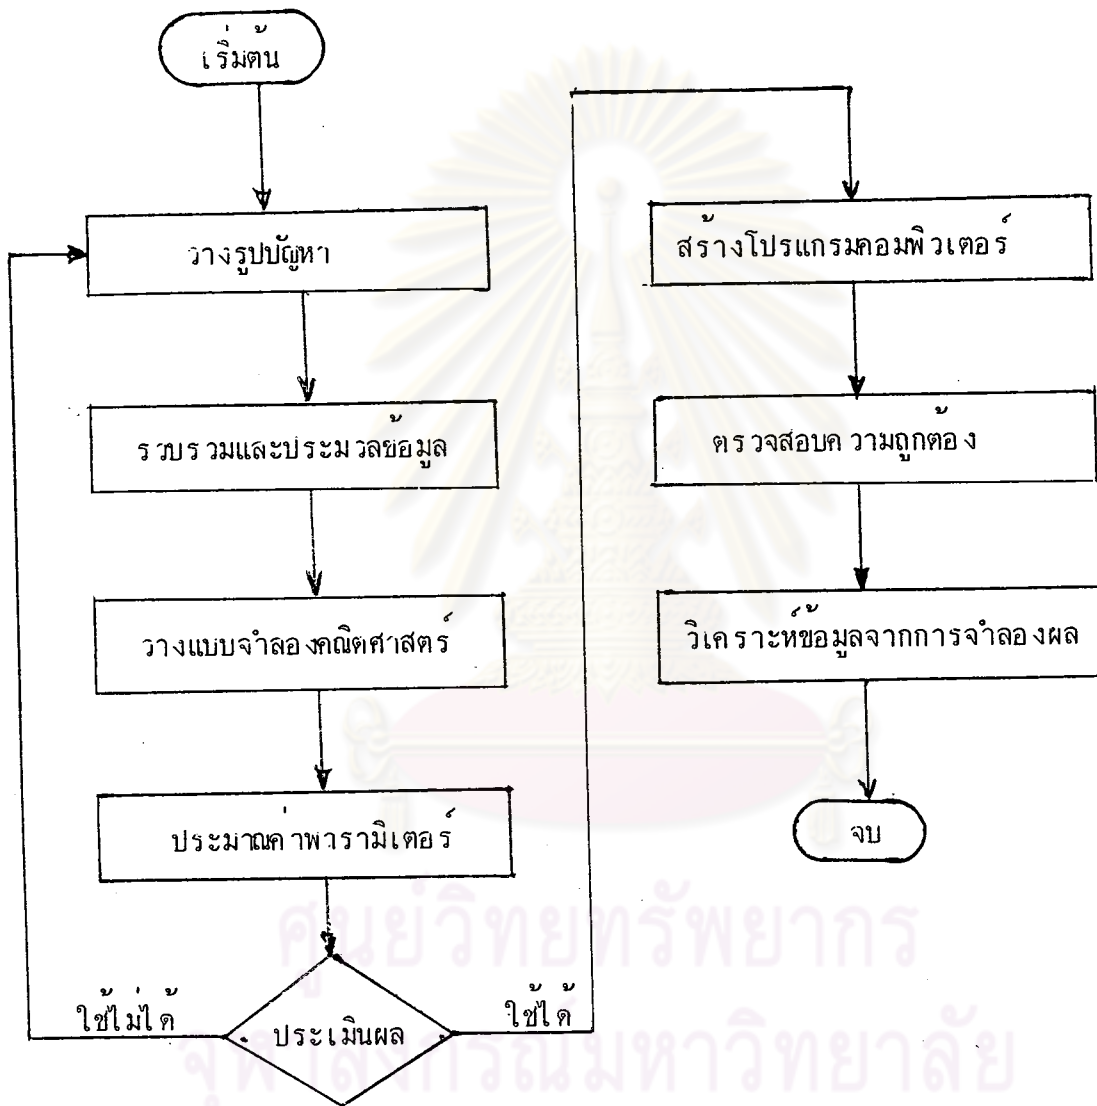 เริ่มต้น
วางรูปบัญหา
รวบรวมและประมวลข้อมูล
วางแบบจำลองคณิตศาสตร์
ประมาณค่าพารามิเตอร์
ประเมินผล
ใช้ไม่ได้
ใช้ได้
สร้างโปรแกรมคอมพิวเตอร์
ตรวจสอบความถูกต้อง
วิเคราะห์ข้อมูลจากการจำลองผล
จบ
ศูนย์วิทยทรัพยากร
จุฬาลงกรณ์มหาวิทยาลัย